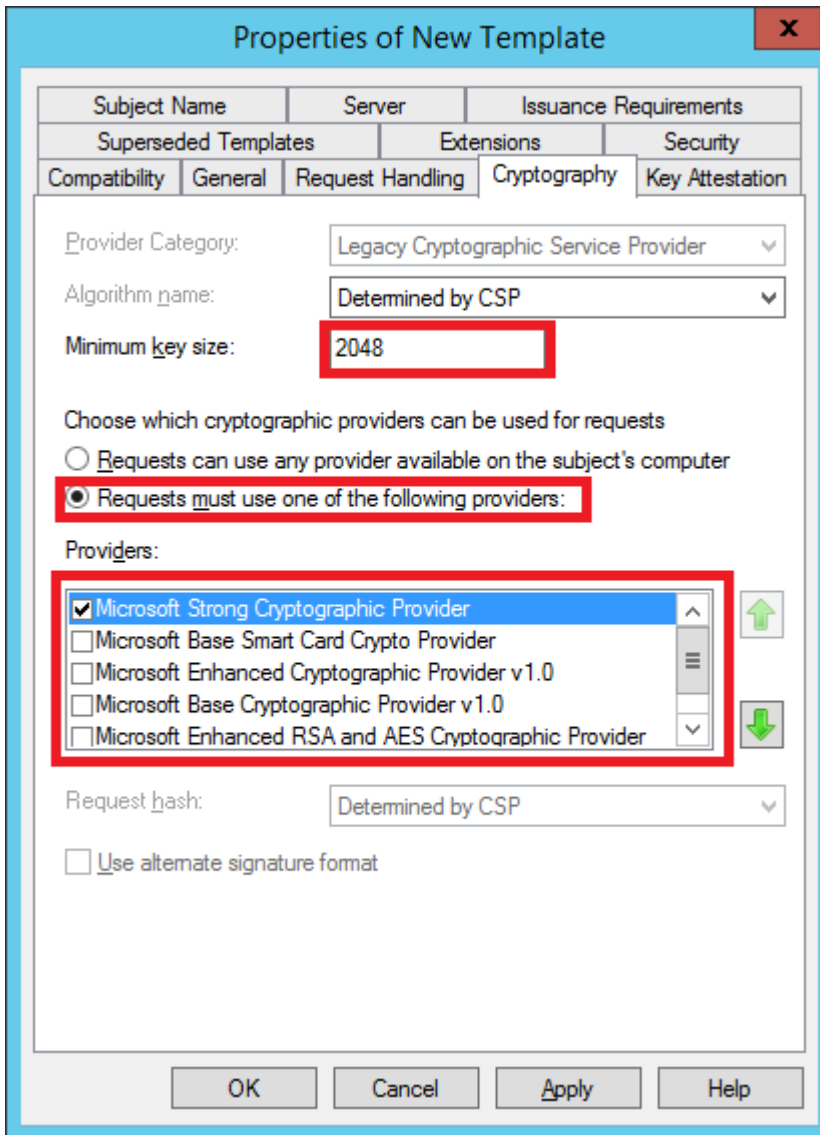 Properties of New Template
x
Subject Name Server Issuance Requirements
Superseded Templates Extensions Security
Compatibility General Request Handling Cryptography Key Attestation
Provider Category: Legacy Cryptographic Service Provider
Algorithm name: Determined by CSP
Minimum key size: 2048
Choose which cryptographic providers can be used for requests
Requests can use any provider available on the subject's computer
Requests must use one of the following providers:
Providers:
Microsoft Strong Cryptographic Provider
Microsoft Base Smart Card Crypto Provider
Microsoft Enhanced Cryptographic Provider v1.0
Microsoft Base Cryptographic Provider v1.0
Microsoft Enhanced RSA and AES Cryptographic Provider
Request hash: Determined by CSP
Use alternate signature format
OK Cancel Apply Help